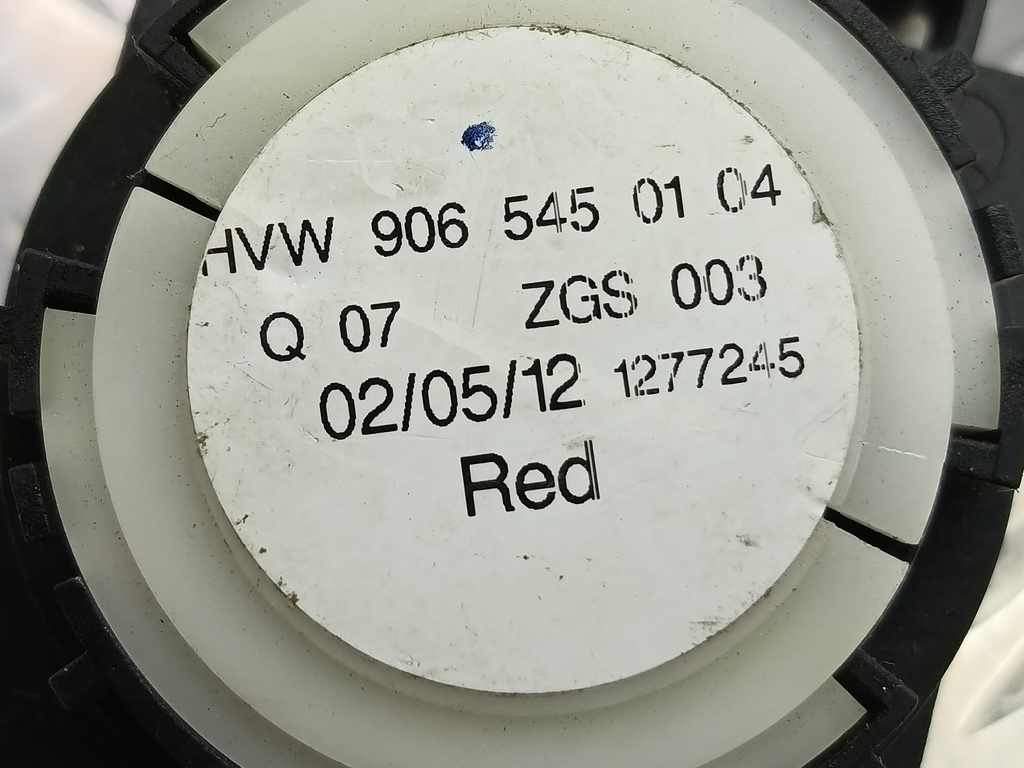 HVW 906 545 01 04
Q 07 ZGS 003
02/05/12 1277245
Red